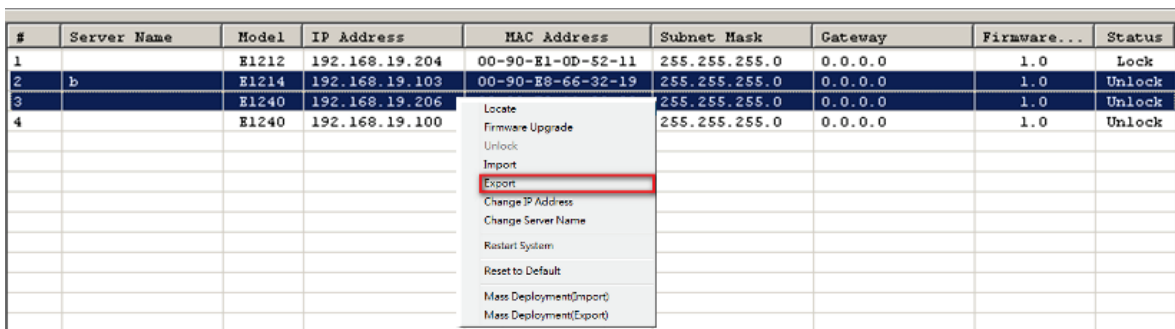 # Server Name Model IP Address MAC Address Subnet Mask Gateway Firmware... Status
1 E1212 192.168.19.204 00-90-E1-0D-52-11 255.255.255.0 0.0.0.0 1.0 Lock
2 b E1214 192.168.19.103 00-90-E8-66-32-19 255.255.255.0 0.0.0.0 1.0 Unlock
3 E1240 192.168.19.206 255.255.255.0 0.0.0.0 1.0 Unlock
4 E1240 192.168.19.100 255.255.255.0 0.0.0.0 1.0 Unlock
Locate
Firmware Upgrade
Unlock
Import
Export
Change IP Address
Change Server Name
Restart System
Reset to Default
Mass Deployment(Import)
Mass Deployment(Export)